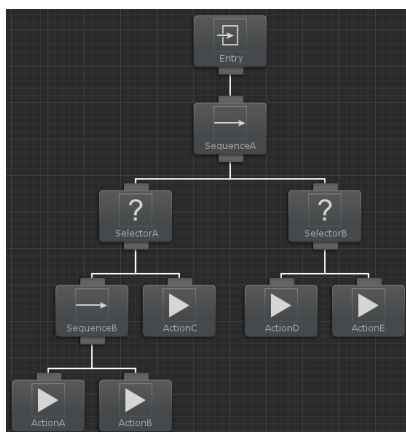 Entry
SequenceA
SelectorA
SelectorB
SequenceB
ActionC
ActionD
ActionE
ActionA
ActionB